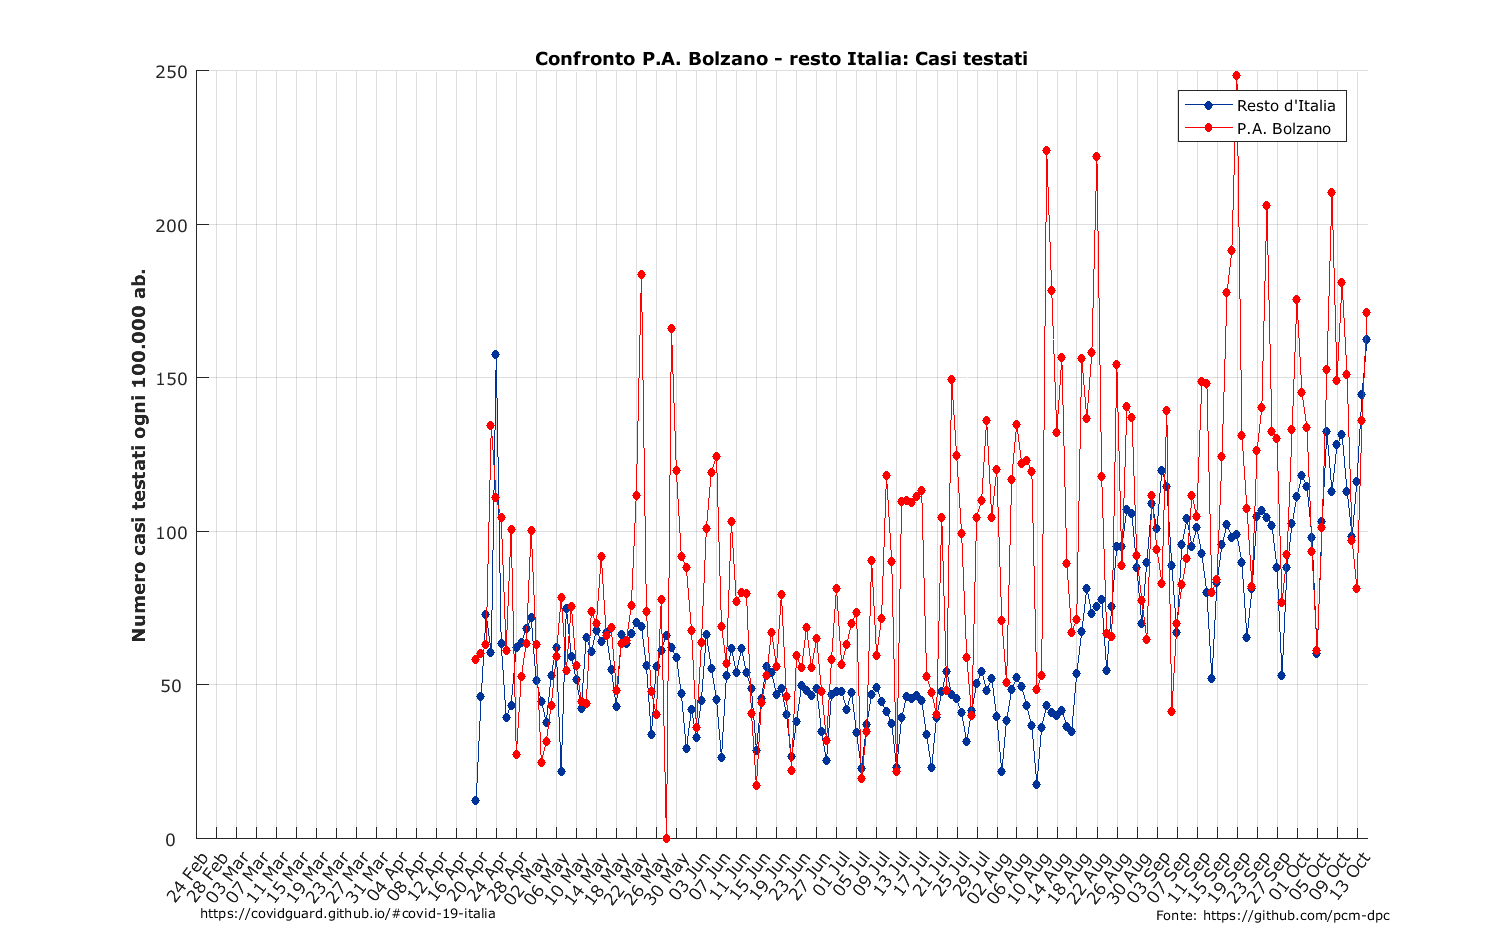 Confronto P.A. Bolzano - resto Italia: Casi testati
Resto d'Italia
P.A. Bolzano
Numero casi testati ogni 100.000 ab.
250
200
150
100
50
0
24 Feb
28 Feb
03 Mar
07 Mar
11 Mar
15 Mar
19 Mar
23 Mar
27 Mar
31 Mar
04 Apr
08 Apr
12 Apr
16 Apr
20 Apr
24 Apr
28 Apr
02 May
06 May
10 May
14 May
18 May
22 May
26 May
30 May
03 Jun
07 Jun
11 Jun
15 Jun
19 Jun
23 Jun
27 Jun
01 Jul
05 Jul
09 Jul
13 Jul
17 Jul
21 Jul
25 Jul
29 Jul
02 Aug
06 Aug
10 Aug
14 Aug
18 Aug
22 Aug
26 Aug
30 Aug
03 Sep
07 Sep
11 Sep
15 Sep
19 Sep
23 Sep
27 Sep
01 Oct
05 Oct
09 Oct
13 Oct
https://covidguard.github.io/#covid-19-italia
Fonte: https://github.com/pcm-dpc